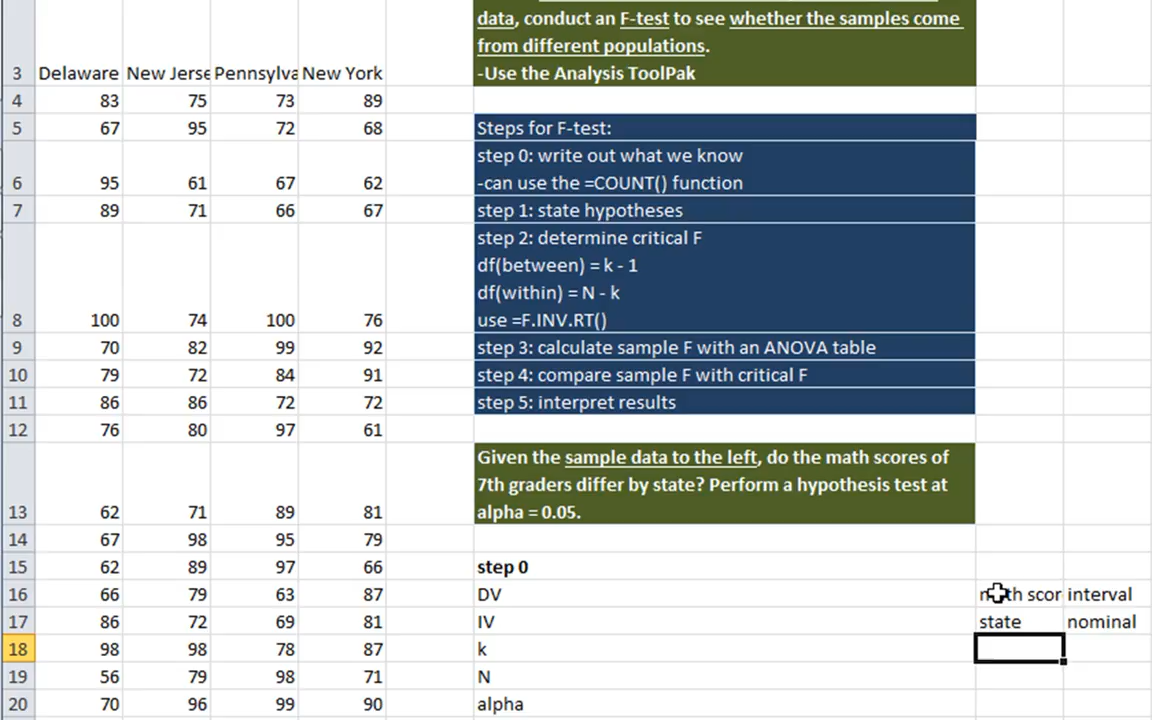 data, conduct an F-test to see whether the samples come
from different populations.
3 Delaware New Jerse Pennsylva New York -Use the Analysis ToolPak
4 83 75 73 89
5 67 95 72 68 Steps for F-test:
step 0: write out what we know
6 95 61 67 62 -can use the =COUNT() function
7 89 71 66 67 step 1: state hypotheses
step 2: determine critical F
df(between) = k - 1
df(within) = N - k
8 100 74 100 76 use =F.INV.RT()
9 70 82 99 92 step 3: calculate sample F with an ANOVA table
10 79 72 84 91 step 4: compare sample F with critical F
11 86 86 72 72 step 5: interpret results
12 76 80 97 61
Given the sample data to the left, do the math scores of
7th graders differ by state? Perform a hypothesis test at
13 62 71 89 81 alpha = 0.05.
14 67 98 95 79
15 62 89 97 66 step 0
16 66 79 63 87 DV scor interval
17 86 72 69 81 IV state nominal
18 98 98 78 87 k
19 56 79 98 71 N
20 70 96 99 90 alpha